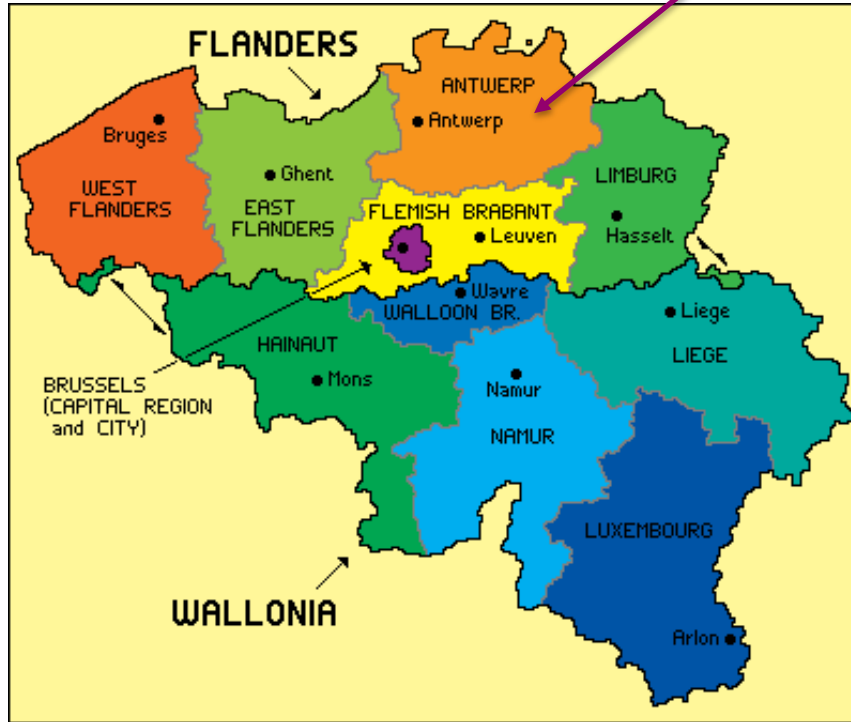 FLANDERS
ANTWERP
Antwerp
Bruges
Ghent
WEST
FLANDERS
EAST
FLANDERS
LIMBURG
Hasselt
FLEMISH BRABANT
Leuven
Wavre
WALLOON BR.
Liege
LIEGE
HAINAUT
Mons
BRUSSELS
(CAPITAL REGION
and CITY)
Namur
NAMUR
LUXEMBOURG
WALLONIA
Arlon